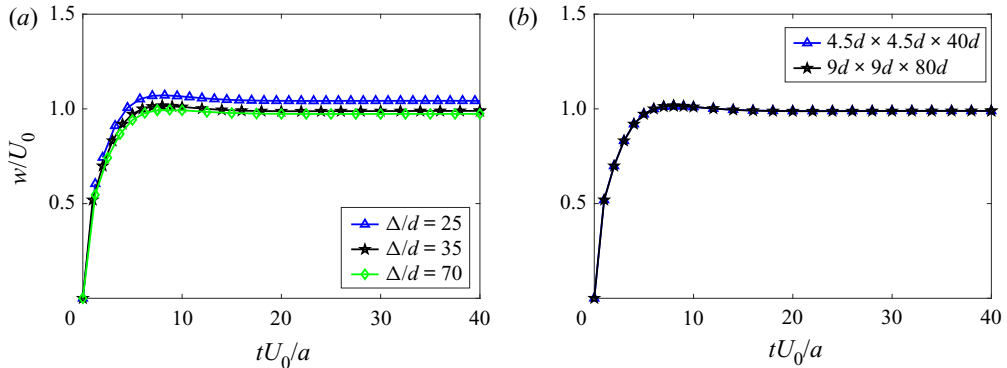 (a)
1.5
1.0
0.5
w/U₀
Δ/d = 25
Δ/d = 35
Δ/d = 70
0 10 20 30 40
tU₀/a
(b)
1.5
1.0
0.5
4.5d × 4.5d × 40d
9d × 9d × 80d
0 10 20 30 40
tU₀/a